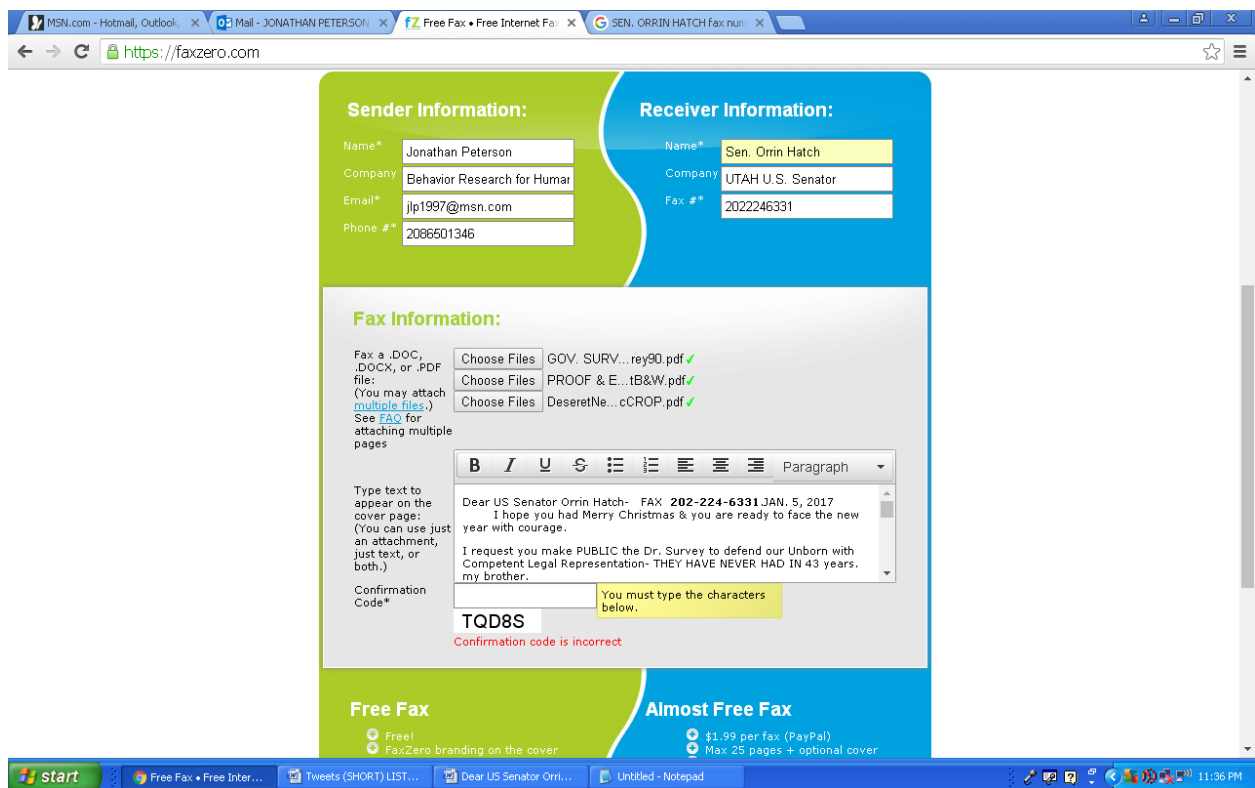 MSN.com - Hotmail, Outlook,
Mail - JONATHAN PETERSON
Free Fax • Free Internet Fax
SEN. ORRIN HATCH fax num
https://faxzero.com
Sender Information:
Name* Jonathan Peterson
Company Behavior Research for Human
Email* jlp1997@msn.com
Phone #* 2086501346
Receiver Information:
Name* Sen. Orrin Hatch
Company UTAH U.S. Senator
Fax #* 2022246331
Fax Information:
Fax a .DOC,
.DOCX, or .PDF
file:
(You may attach
multiple files.)
See FAQ for
attaching multiple
pages
Choose Files GOV. SURV...rey90.pdf ✓
Choose Files PROOF & E...tB&W.pdf ✓
Choose Files DeseretNe...cCROP.pdf ✓
B I U S Paragraph
Type text to
appear on the
cover page:
(You can use just
an attachment,
just text, or
both.)
Dear US Senator Orrin Hatch- FAX 202-224-6331 JAN. 5, 2017
I hope you had Merry Christmas & you are ready to face the new
year with courage.
I request you make PUBLIC the Dr. Survey to defend our Unborn with
Competent Legal Representation- THEY HAVE NEVER HAD IN 43 years.
my brother.
Confirmation
Code*
You must type the characters
below.
TQD8S
Confirmation code is incorrect
Free Fax
Free!
FaxZero branding on the cover
Almost Free Fax
$1.99 per fax (PayPal)
Max 25 pages + optional cover
start
Free Fax • Free Inter...
Tweets (SHORT) LIST...
Dear US Senator Orri...
Untitled - Notepad
11:36 PM